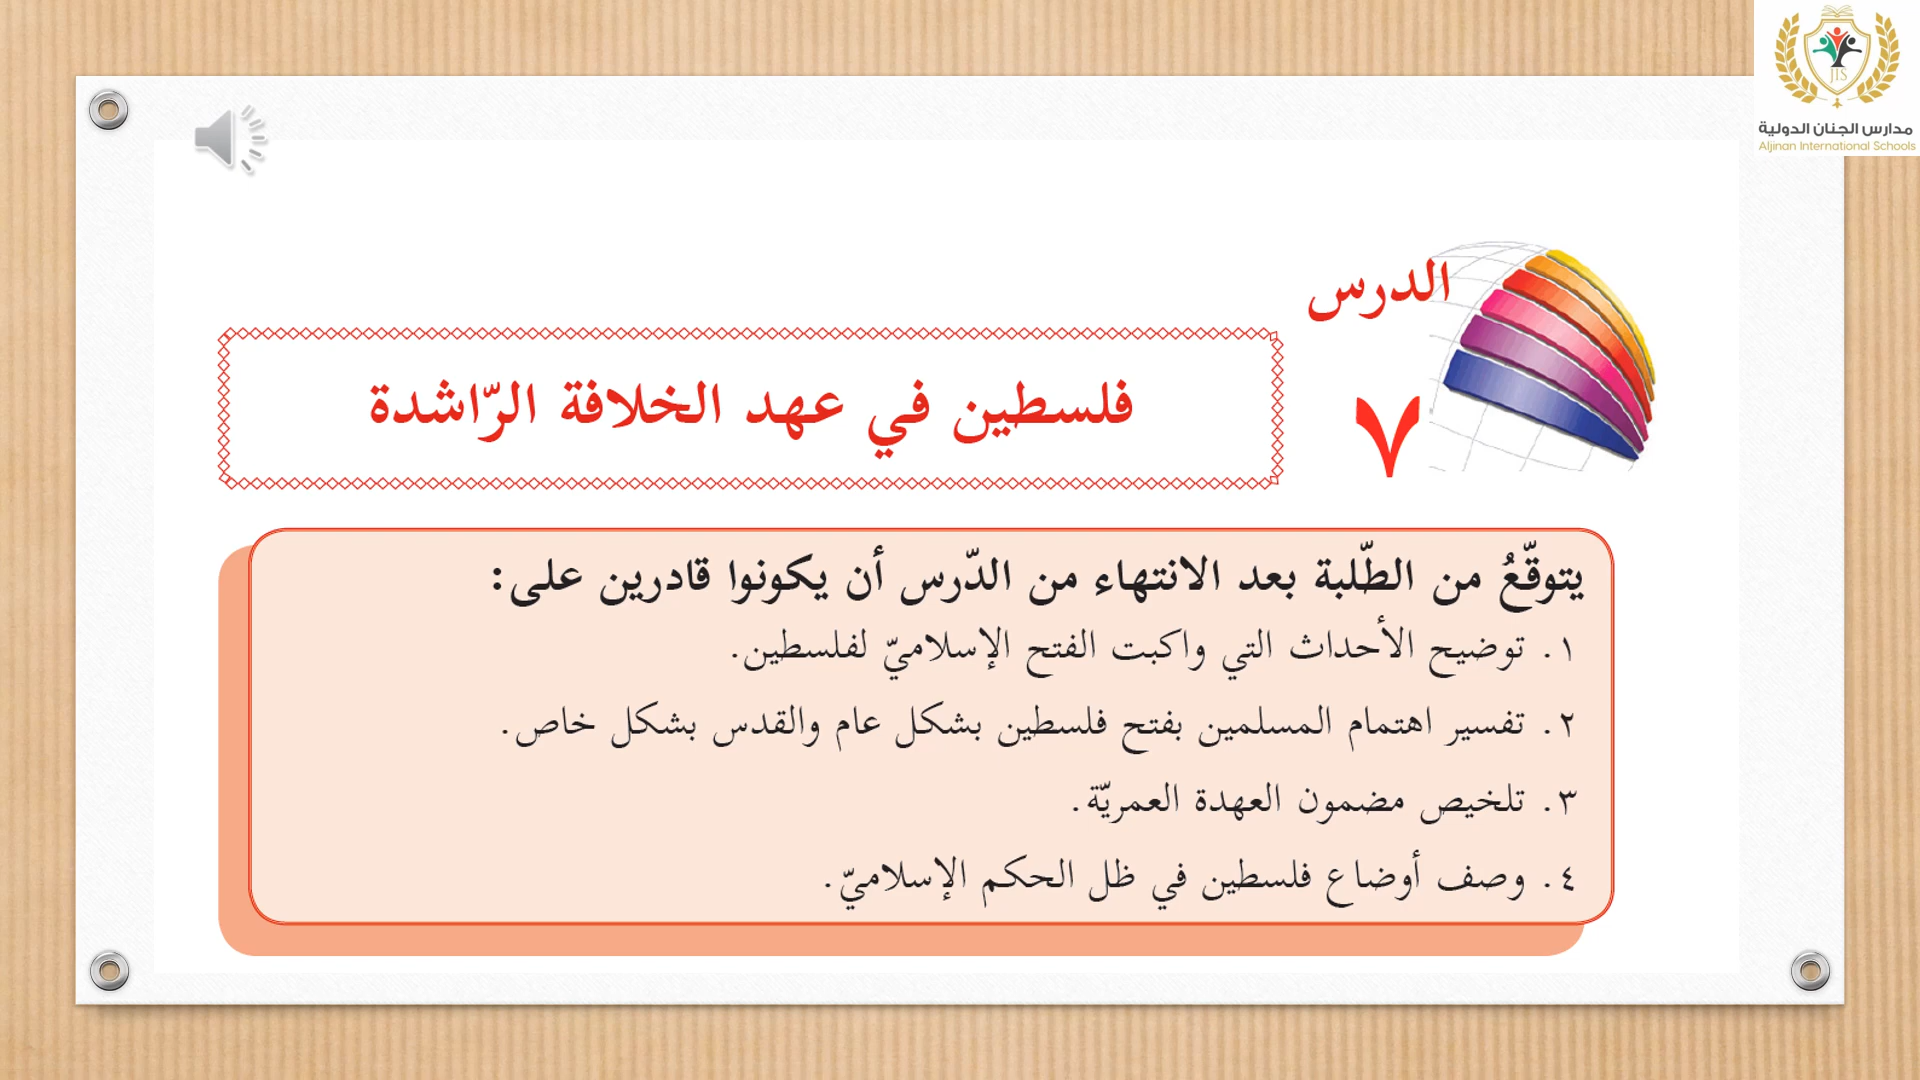 مدارس الجنان الدولية
Aljinan International Schools
JIS
الدرس
٧
فلسطين في عهد الخلافة الرّاشدة
يتوقّعُ من الطّلبة بعد الانتهاء من الدّرس أن يكونوا قادرين على:
١. توضيح الأحداث التي واكبت الفتح الإسلاميّ لفلسطين.
٢. تفسير اهتمام المسلمين بفتح فلسطين بشكل عام والقدس بشكل خاص.
٣. تلخيص مضمون العهدة العمريّة.
٤. وصف أوضاع فلسطين في ظل الحكم الإسلاميّ.